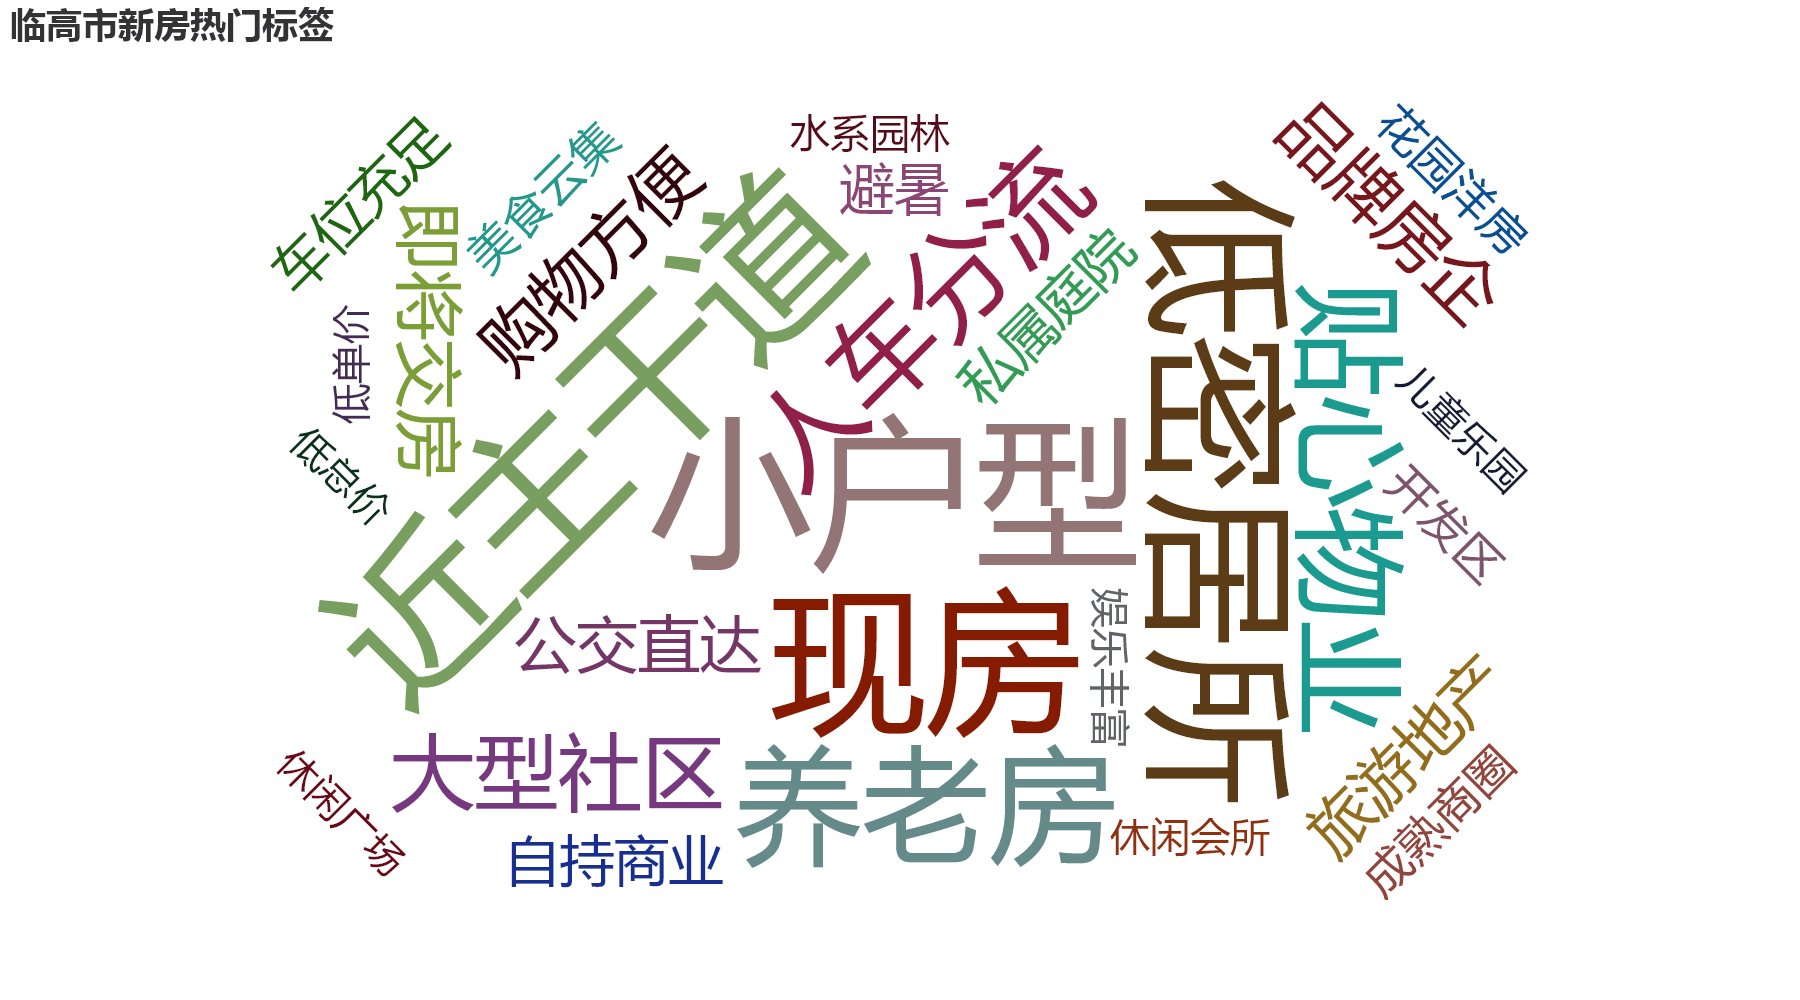 临高市新房热门标签
水系园林
避暑
车位充足
美食云集
购物方便
品牌房企
花园洋房
即将交房
近主干道
人车分流
私属庭院
低密居所
贴心物业
低单价
低总价
小户型
儿童乐园
开发区
公交直达
现房
娱乐丰富
旅游地产
成熟商圈
大型社区
养老房
休闲广场
自持商业
休闲会所